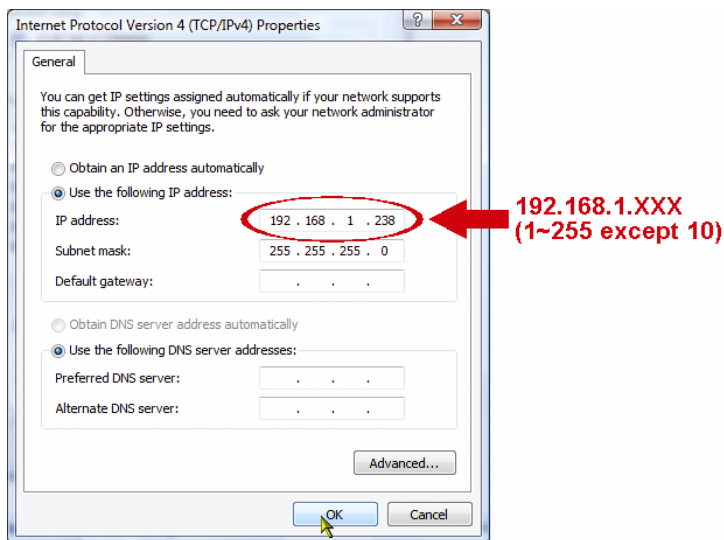 Internet Protocol Version 4 (TCP/IPv4) Properties
General
You can get IP settings assigned automatically if your network supports
this capability. Otherwise, you need to ask your network administrator
for the appropriate IP settings.
Obtain an IP address automatically
Use the following IP address:
IP address: 192 . 168 . 1 . 238
192.168.1.XXX
(1~255 except 10)
Subnet mask: 255 . 255 . 255 . 0
Default gateway: . . .
Obtain DNS server address automatically
Use the following DNS server addresses:
Preferred DNS server: . . .
Alternate DNS server: . . .
Advanced...
OK Cancel